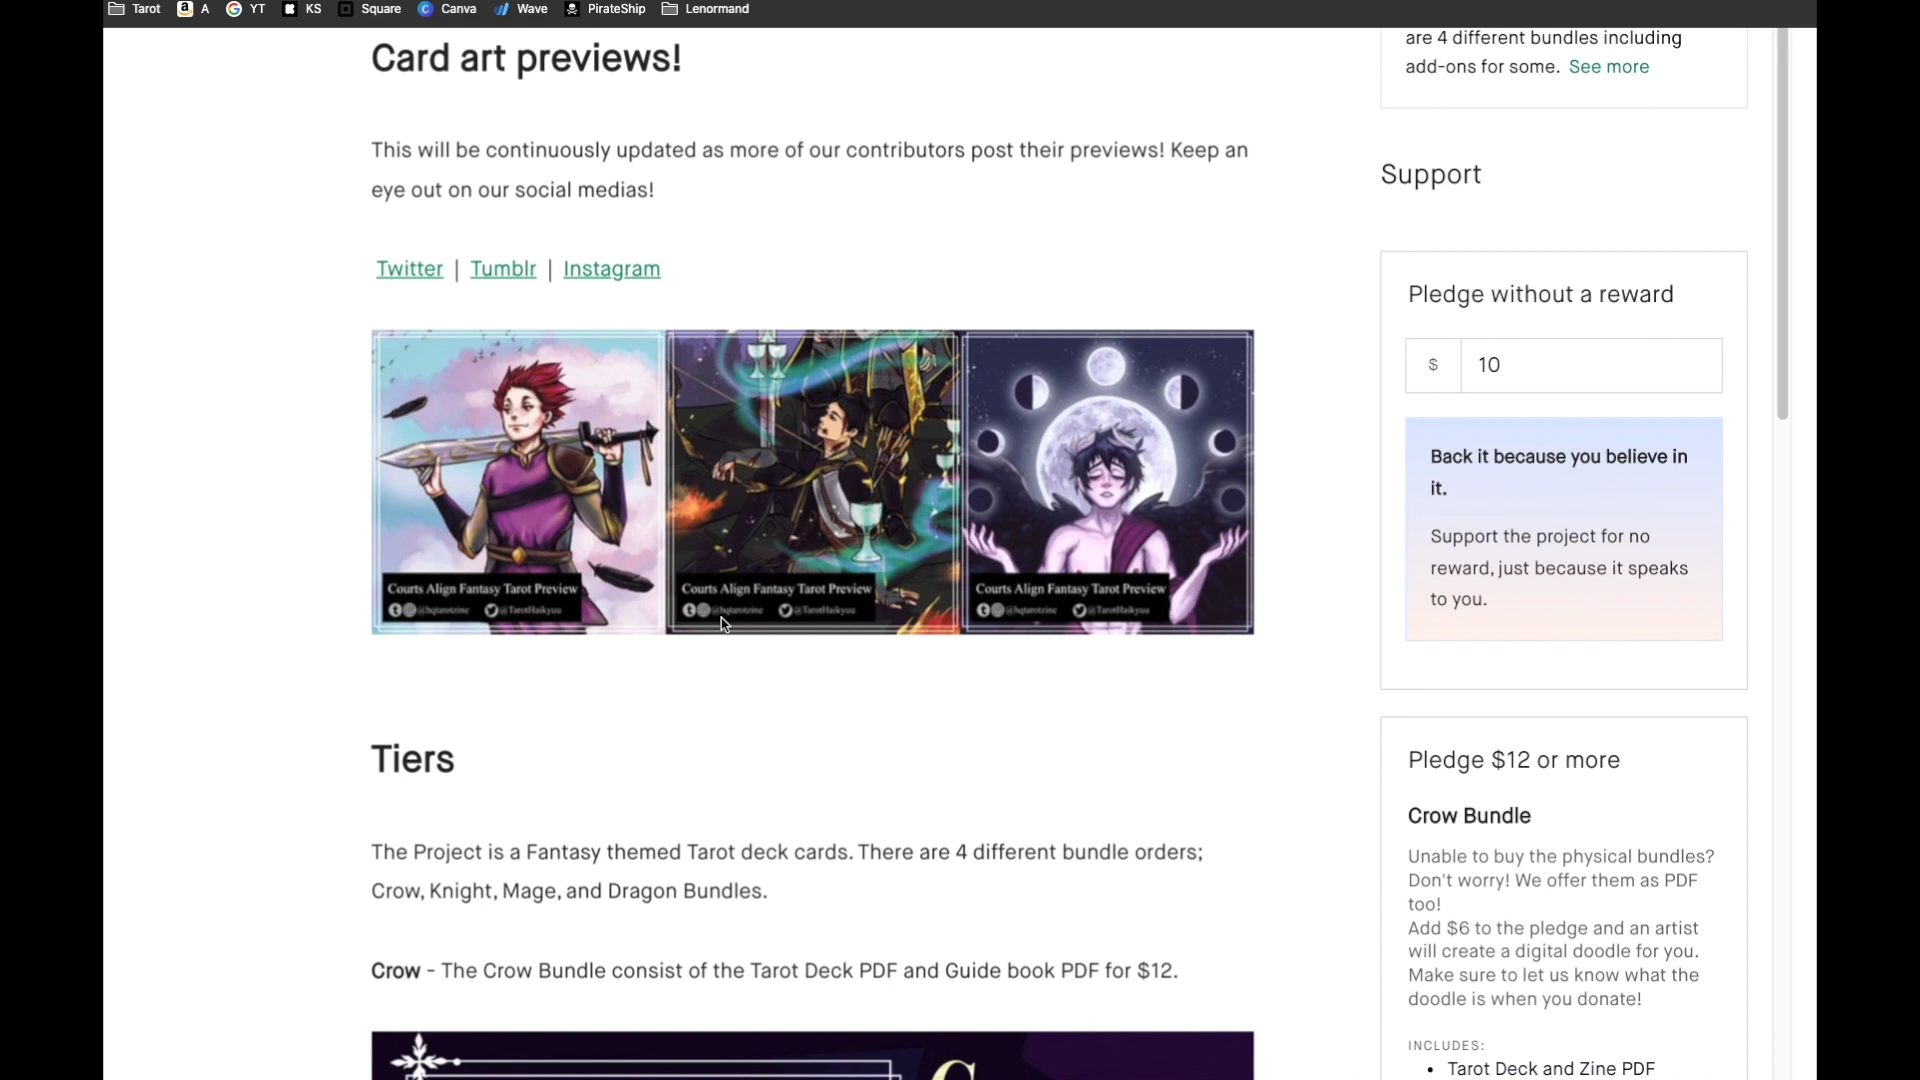 Tarot A YT KS Square Canva Wave PirateShip Lenormand
Card art previews!
This will be continuously updated as more of our contributors post their previews! Keep an
eye out on our social medias!
Twitter | Tumblr | Instagram
Courts Align Fantasy Tarot Preview
@hqtarotzine @TarotHaikyuu
Courts Align Fantasy Tarot Preview
@hqtarotzine @TarotHaikyuu
Courts Align Fantasy Tarot Preview
@hqtarotzine @TarotHaikyuu
Tiers
The Project is a Fantasy themed Tarot deck cards. There are 4 different bundle orders;
Crow, Knight, Mage, and Dragon Bundles.
Crow - The Crow Bundle consist of the Tarot Deck PDF and Guide book PDF for $12.
are 4 different bundles including
add-ons for some. See more
Support
Pledge without a reward
$ 10
Back it because you believe in
it.
Support the project for no
reward, just because it speaks
to you.
Pledge $12 or more
Crow Bundle
Unable to buy the physical bundles?
Don't worry! We offer them as PDF
too!
Add $6 to the pledge and an artist
will create a digital doodle for you.
Make sure to let us know what the
doodle is when you donate!
INCLUDES:
• Tarot Deck and Zine PDF